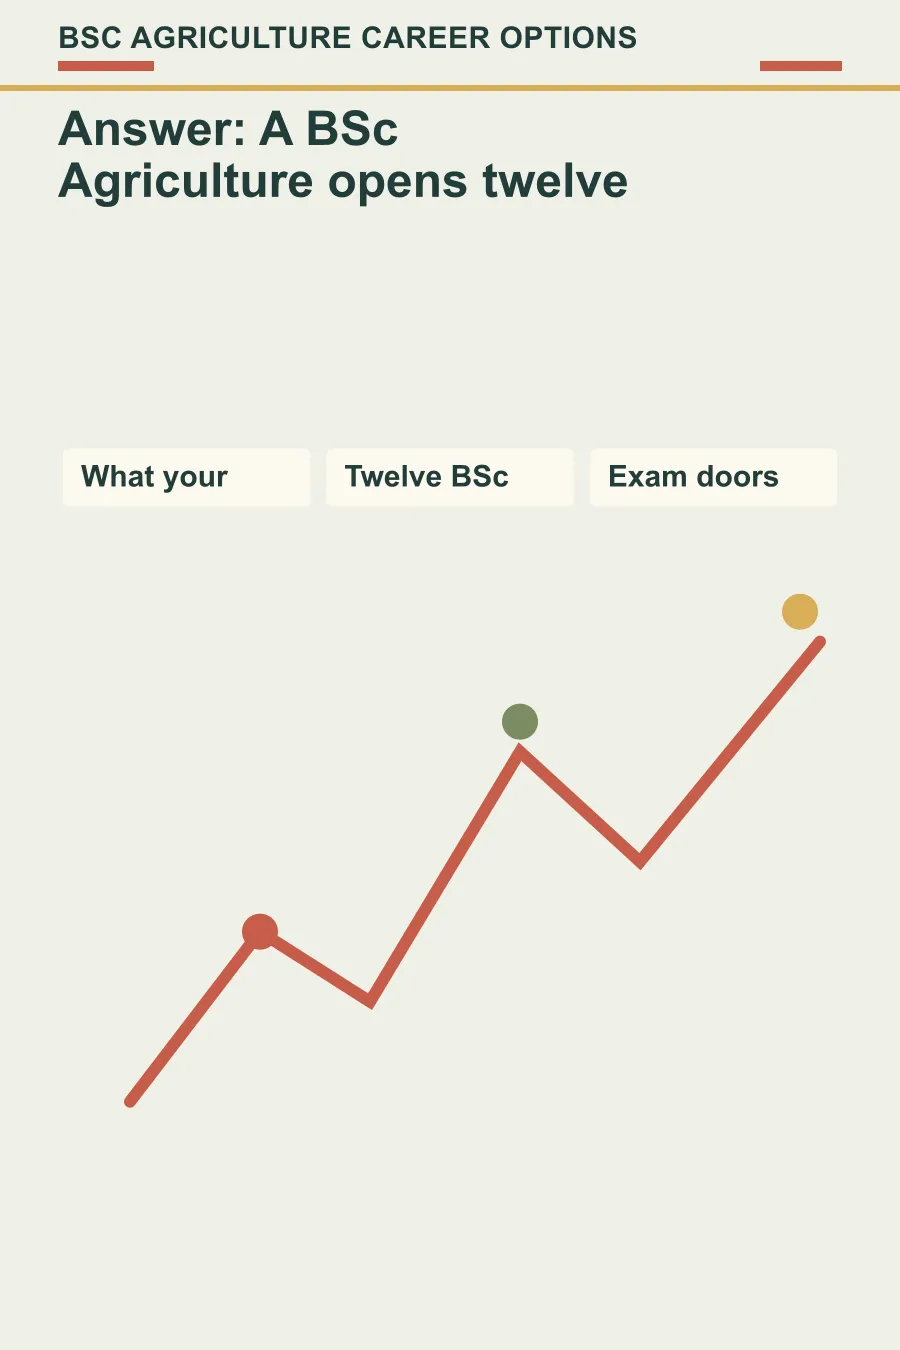 BSC AGRICULTURE CAREER OPTIONS
Answer: A BSc
Agriculture opens twelve
What your
Twelve BSc
Exam doors